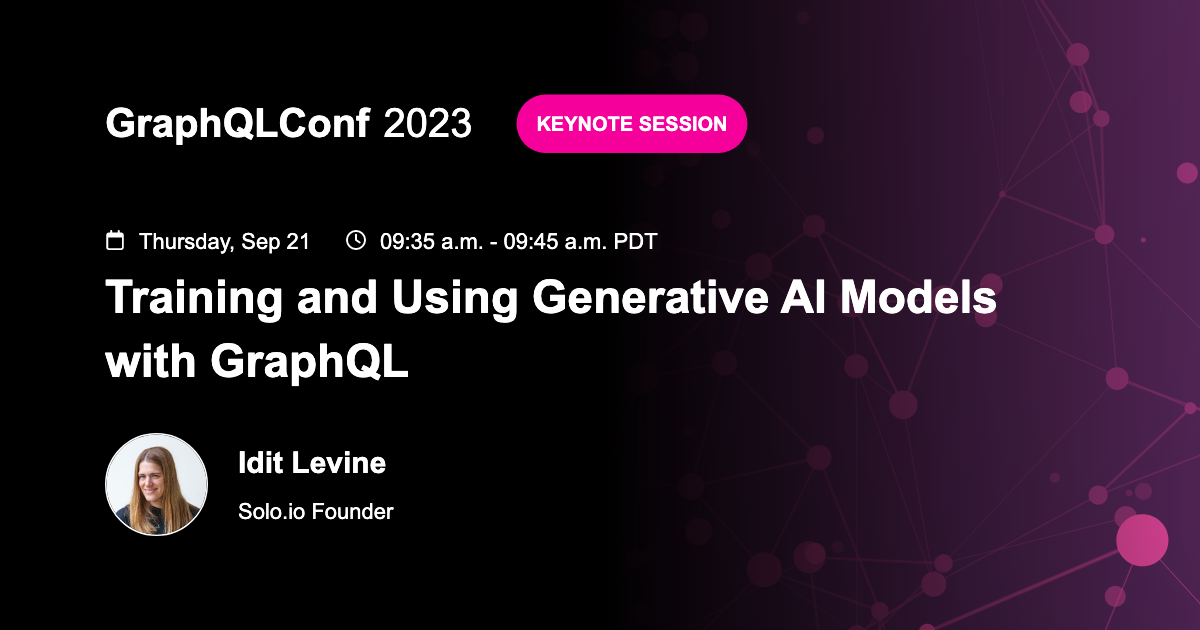 GraphQLConf 2023 KEYNOTE SESSION
Thursday, Sep 21 09:35 a.m. - 09:45 a.m. PDT
Training and Using Generative AI Models
with GraphQL
Idit Levine
Solo.io Founder